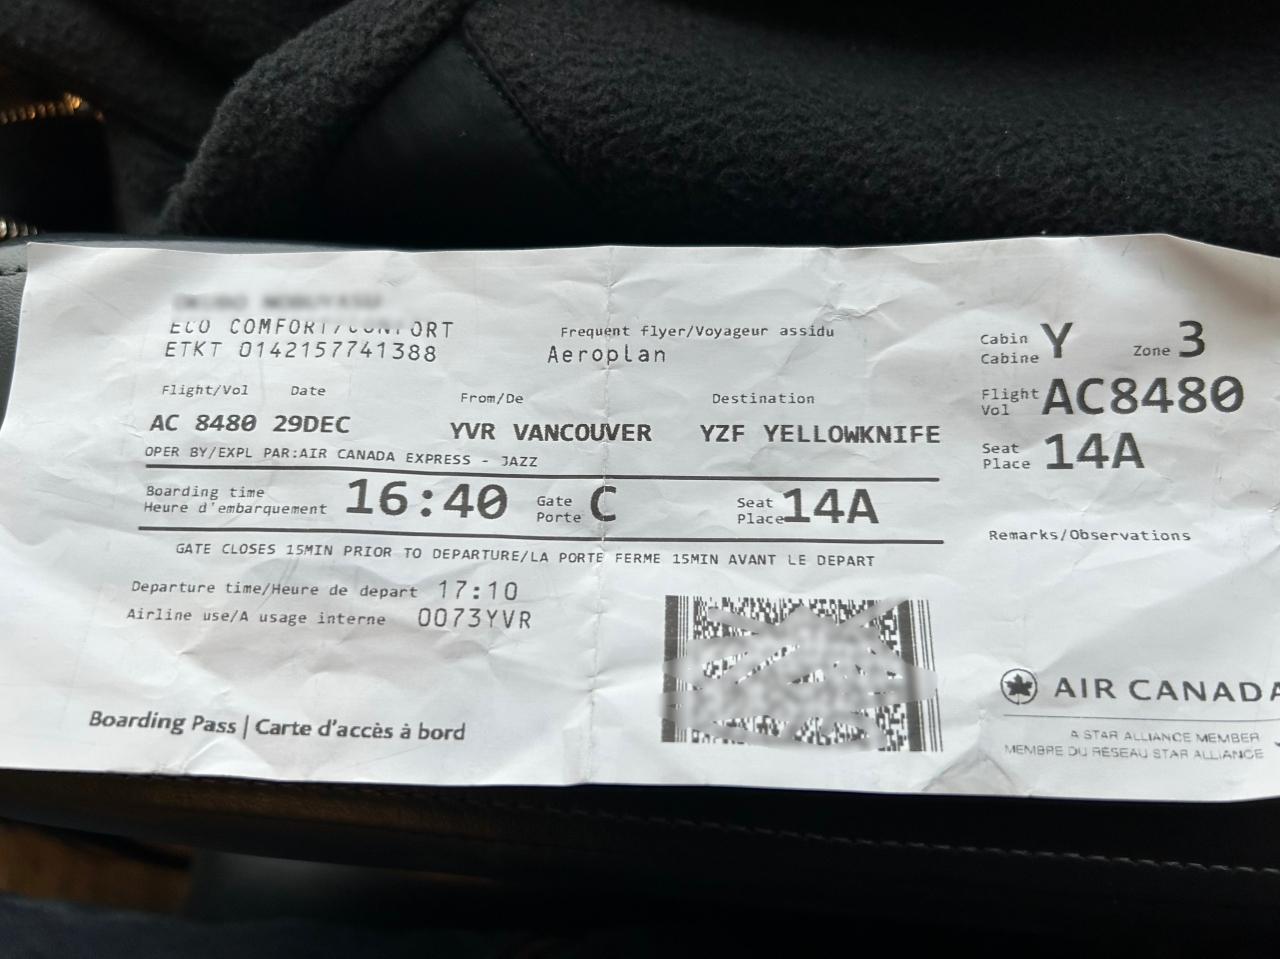 ECO COMFORT/CONFORT
ETKT 0142157741388
Frequent flyer/Voyageur assidu
Aeroplan
Flight/Vol Date From/De Destination
AC 8480 29DEC YVR VANCOUVER YZF YELLOWKNIFE
OPER BY/EXPL PAR:AIR CANADA EXPRESS - JAZZ
Boarding time
Heure d'embarquement 16:40
Gate
Porte C
Seat
Place 14A
GATE CLOSES 15MIN PRIOR TO DEPARTURE/LA PORTE FERME 15MIN AVANT LE DEPART
Departure time/Heure de depart 17:10
Airline use/A usage interne 0073YVR
Boarding Pass | Carte d'accès à bord
Cabin
Cabine Y
Zone 3
Flight
Vol AC8480
Seat
Place 14A
Remarks/Observations
AIR CANADA
A STAR ALLIANCE MEMBER
MEMBRE DU RÉSEAU STAR ALLIANCE